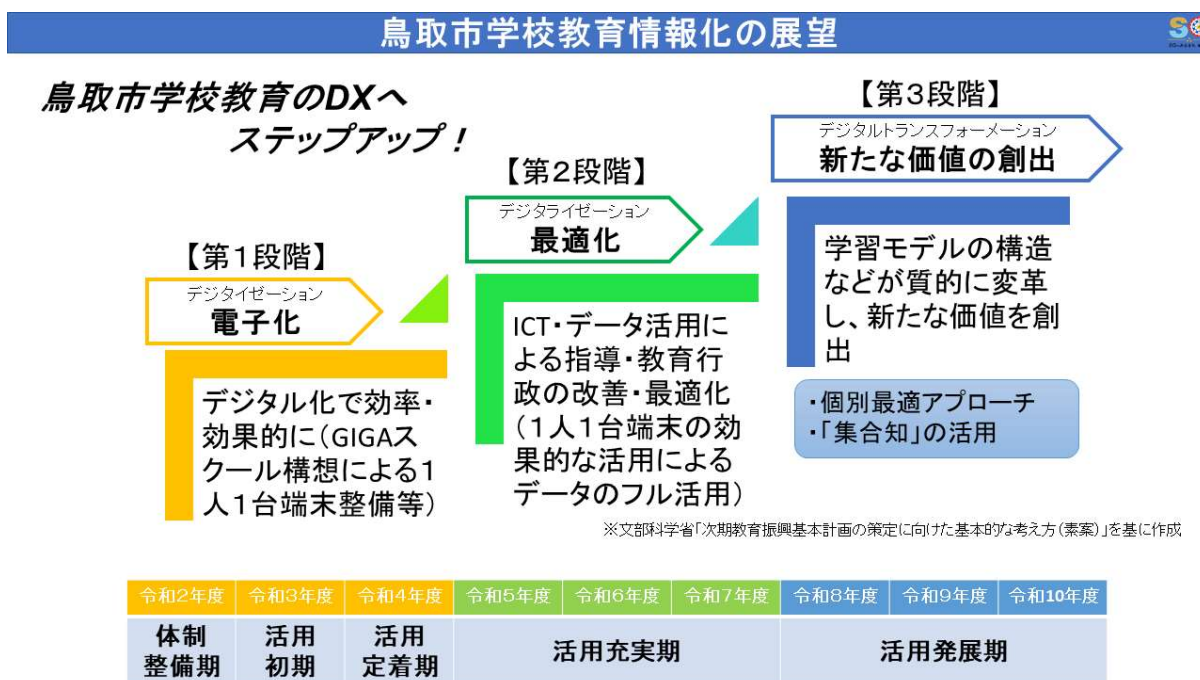 鳥取市学校教育情報化の展望
鳥取市学校教育のDXへ
ステップアップ！
【第1段階】
デジタイゼーション
電子化
デジタル化で効率・
効果的に（GIGAス
クール構想による1
人1台端末整備等）
【第2段階】
デジタライゼーション
最適化
ICT・データ活用に
よる指導・教育行
政の改善・最適化
（1人1台端末の効
果的な活用による
データのフル活用）
【第3段階】
デジタルトランスフォーメーション
新たな価値の創出
学習モデルの構造
などが質的に変革
し、新たな価値を創
出
・個別最適アプローチ
・「集合知」の活用
※文部科学省「次期教育振興基本計画の策定に向けた基本的な考え方（素案）」を基に作成
令和2年度 令和3年度 令和4年度 令和5年度 令和6年度 令和7年度 令和8年度 令和9年度 令和10年度
体制
整備期
活用
初期
活用
定着期
活用充実期
活用発展期